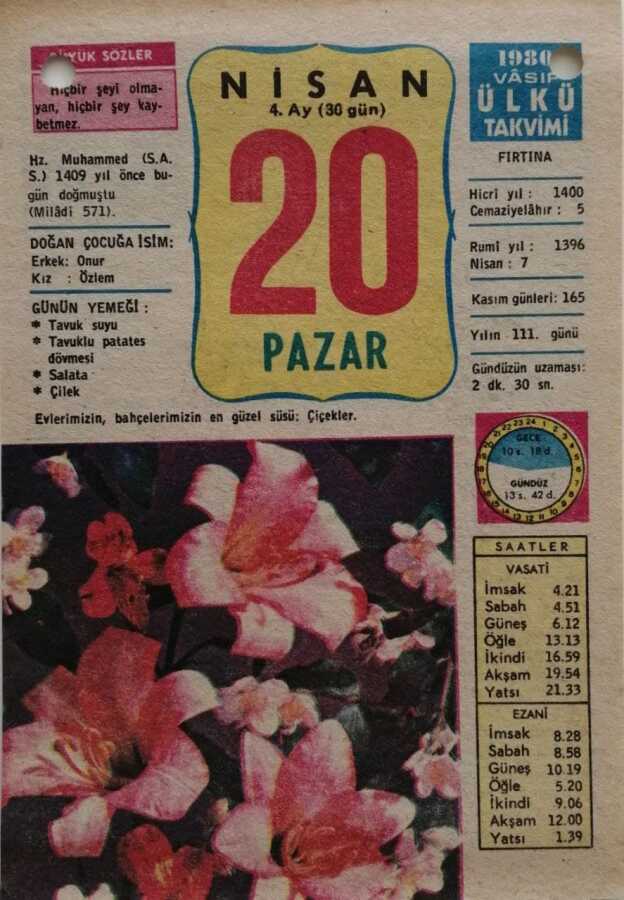 BÜYÜK SÖZLER
Hiçbir şeyi olma-
yan, hiçbir şey kay-
betmez.
Hz. Muhammed (S.A.
S.) 1409 yıl önce bu-
gün doğmuştu
(Milâdi 571).
DOĞAN ÇOCUĞA İSİM:
Erkek: Onur
Kız : Özlem
GÜNÜN YEMEĞİ :
* Tavuk suyu
* Tavuklu patates
dövmesi
* Salata
* Çilek
NİSAN
4. Ay (30 gün)
20
PAZAR
1980
VÂSIF
ÜLKÜ
TAKVİMİ
FIRTINA
Hicrî yıl : 1400
Cemaziyelâhır : 5
Rumî yıl : 1396
Nisan : 7
Kasım günleri: 165
Yılın 111. günü
Gündüzün uzaması:
2 dk. 30 sn.
Evlerimizin, bahçelerimizin en güzel süsü: Çiçekler.
GECE
10 s. 18 d.
GÜNDÜZ
13 s. 42 d.
SAATLER
VASATİ
İmsak 4.21
Sabah 4.51
Güneş 6.12
Öğle 13.13
İkindi 16.59
Akşam 19.54
Yatsı 21.33
EZANİ
İmsak 8.28
Sabah 8.58
Güneş 10.19
Öğle 5.20
İkindi 9.06
Akşam 12.00
Yatsı 1.39